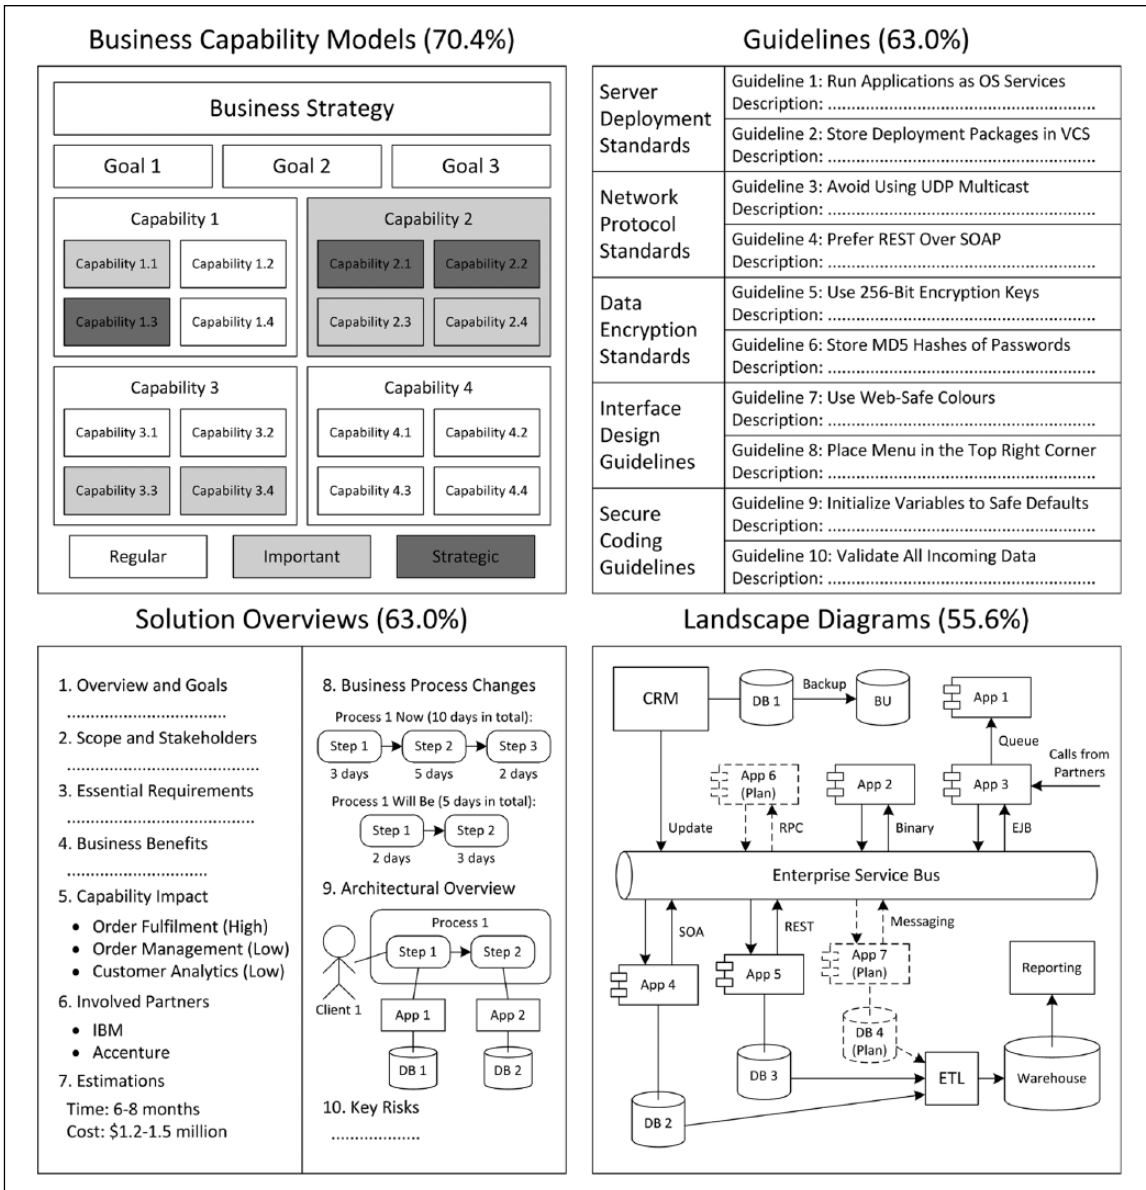 Business Capability Models (70.4%)
Business Strategy
Goal 1
Goal 2
Goal 3
Capability 1
Capability 1.1
Capability 1.2
Capability 1.3
Capability 1.4
Capability 2
Capability 2.1
Capability 2.2
Capability 2.3
Capability 2.4
Capability 3
Capability 3.1
Capability 3.2
Capability 3.3
Capability 3.4
Capability 4
Capability 4.1
Capability 4.2
Capability 4.3
Capability 4.4
Regular
Important
Strategic
Guidelines (63.0%)
Server
Deployment
Standards
Guideline 1: Run Applications as OS Services
Description: ........................................................
Guideline 2: Store Deployment Packages in VCS
Description: ........................................................
Network
Protocol
Standards
Guideline 3: Avoid Using UDP Multicast
Description: ........................................................
Guideline 4: Prefer REST Over SOAP
Description: ........................................................
Data
Encryption
Standards
Guideline 5: Use 256-Bit Encryption Keys
Description: ........................................................
Guideline 6: Store MD5 Hashes of Passwords
Description: ........................................................
Interface
Design
Guidelines
Guideline 7: Use Web-Safe Colours
Description: ........................................................
Guideline 8: Place Menu in the Top Right Corner
Description: ........................................................
Secure
Coding
Guidelines
Guideline 9: Initialize Variables to Safe Defaults
Description: ........................................................
Guideline 10: Validate All Incoming Data
Description: ........................................................
Solution Overviews (63.0%)
1. Overview and Goals
..................................
2. Scope and Stakeholders
.........................................
3. Essential Requirements
........................................
4. Business Benefits
..............................
5. Capability Impact
• Order Fulfilment (High)
• Order Management (Low)
• Customer Analytics (Low)
6. Involved Partners
• IBM
• Accenture
7. Estimations
Time: 6-8 months
Cost: $1.2-1.5 million
8. Business Process Changes
Process 1 Now (10 days in total):
Step 1
Step 2
Step 3
3 days
5 days
2 days
Process 1 Will Be (5 days in total):
Step 1
Step 2
2 days
3 days
9. Architectural Overview
Process 1
Step 1
Step 2
Client 1
App 1
App 2
DB 1
DB 2
10. Key Risks
...................
Landscape Diagrams (55.6%)
CRM
DB 1
Backup
BU
App 1
Queue
Calls from
Partners
App 6
(Plan)
App 2
App 3
Update
RPC
Binary
EJB
Enterprise Service Bus
SOA
REST
Messaging
App 4
App 5
App 7
(Plan)
Reporting
DB 4
(Plan)
DB 3
ETL
Warehouse
DB 2